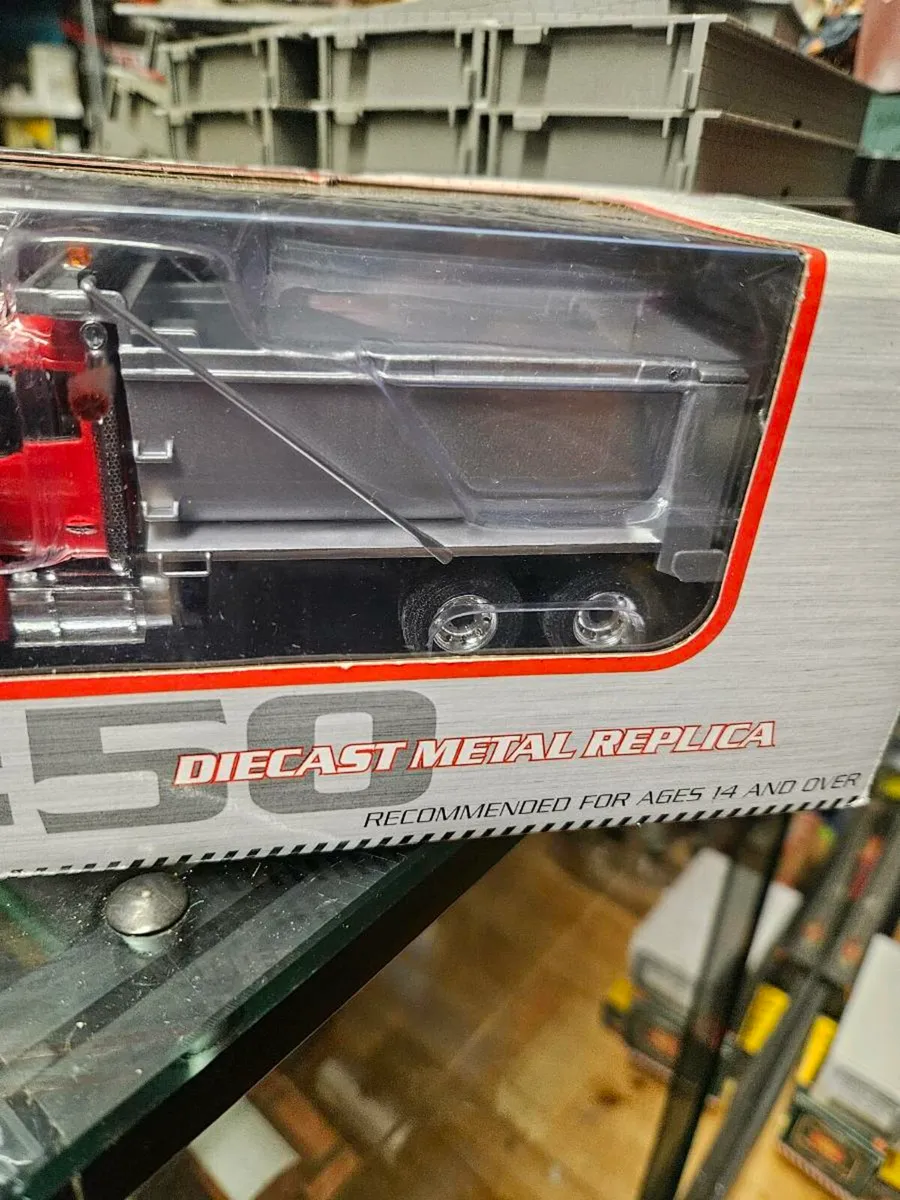 50
DIECAST METAL REPLICA
RECOMMENDED FOR AGES 14 AND OVER